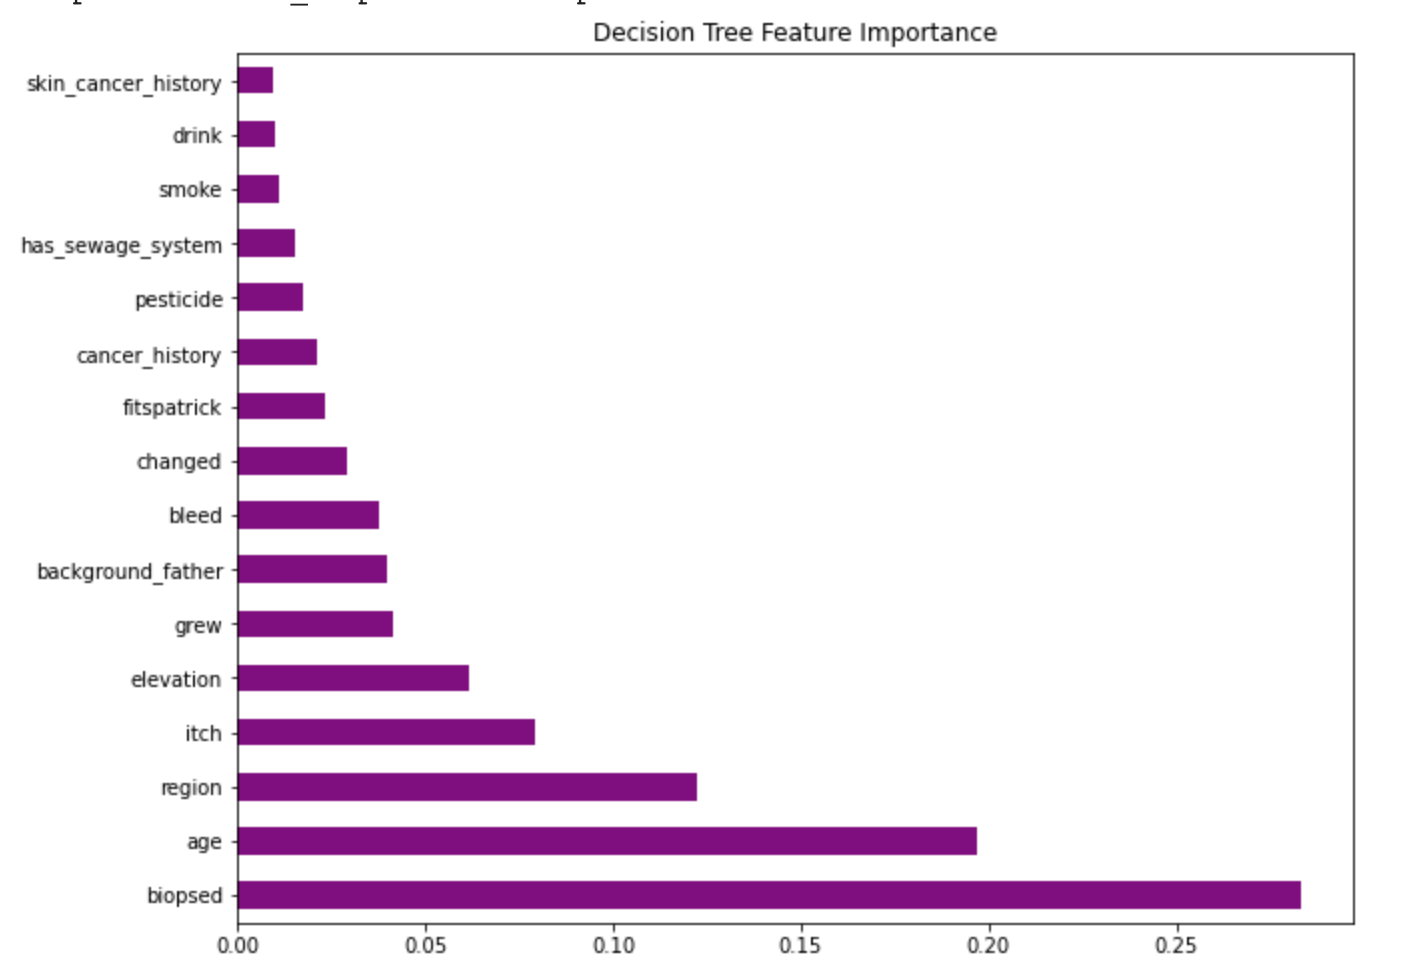 Decision Tree Feature Importance
skin_cancer_history
drink
smoke
has_sewage_system
pesticide
cancer_history
fitspatrick
changed
bleed
background_father
grew
elevation
itch
region
age
biopsed
0.00 0.05 0.10 0.15 0.20 0.25